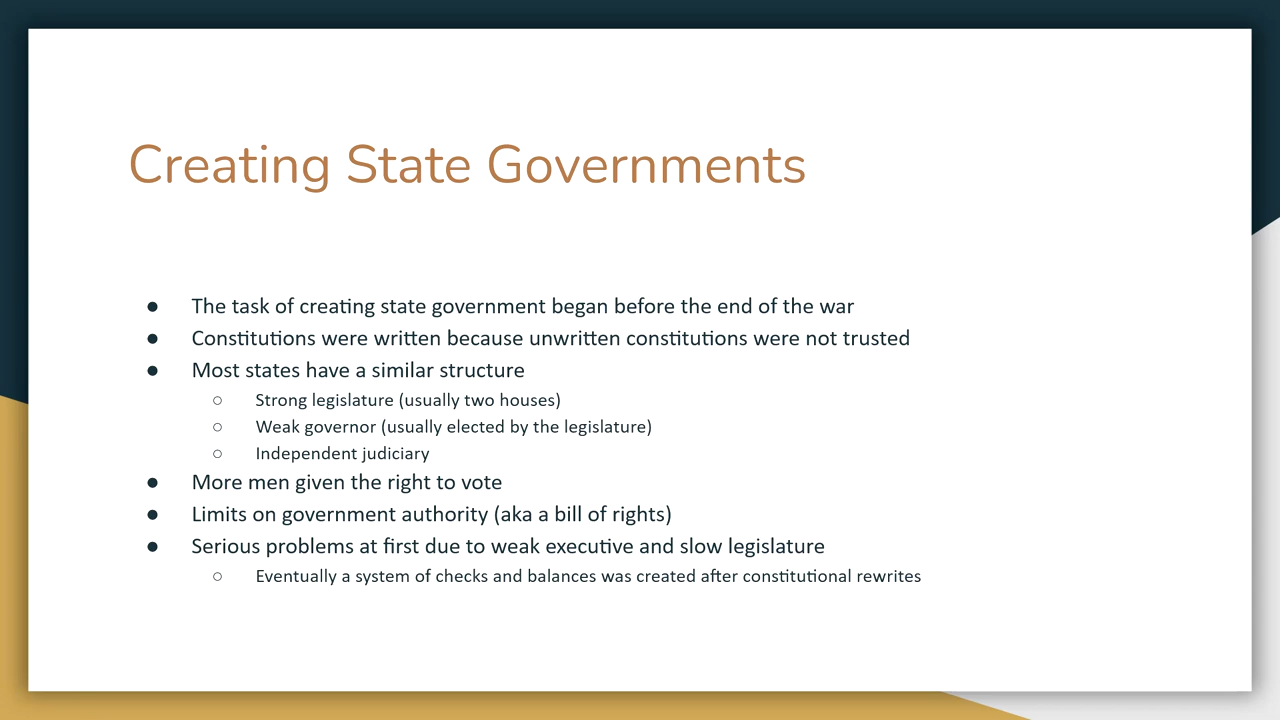 Creating State Governments
● The task of creating state government began before the end of the war
● Constitutions were written because unwritten constitutions were not trusted
● Most states have a similar structure
○ Strong legislature (usually two houses)
○ Weak governor (usually elected by the legislature)
○ Independent judiciary
● More men given the right to vote
● Limits on government authority (aka a bill of rights)
● Serious problems at first due to weak executive and slow legislature
○ Eventually a system of checks and balances was created after constitutional rewrites